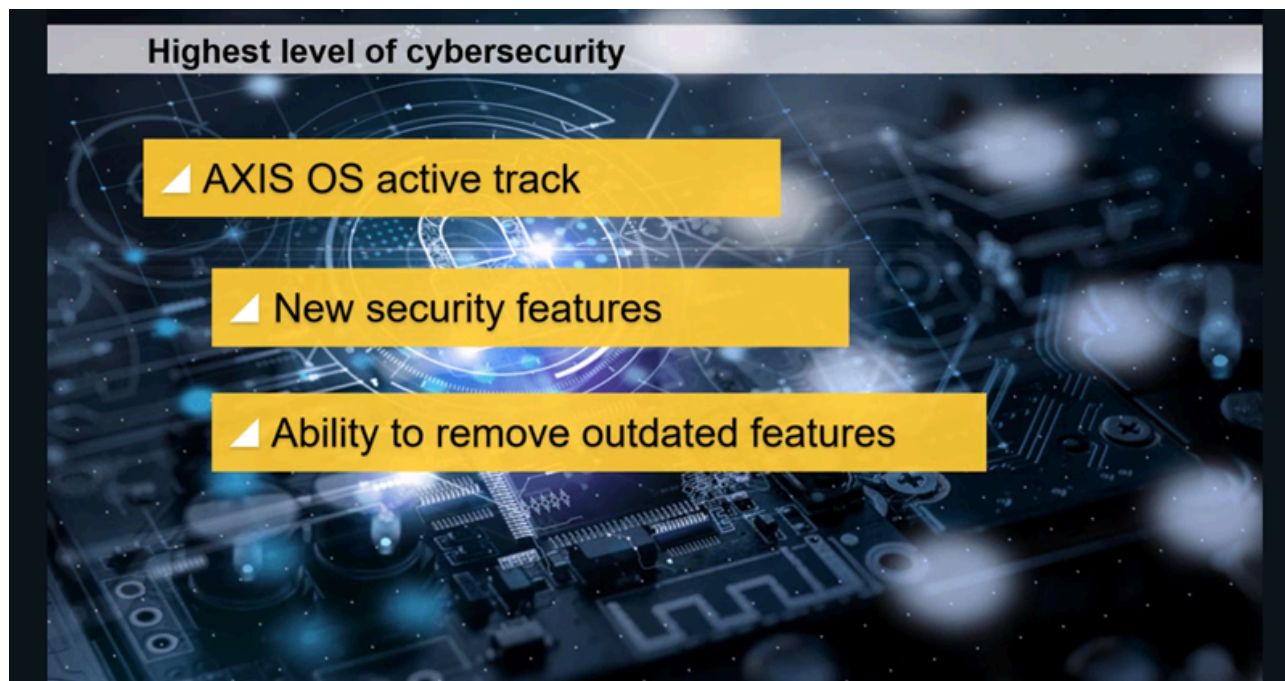 Highest level of cybersecurity
AXIS OS active track
New security features
Ability to remove outdated features